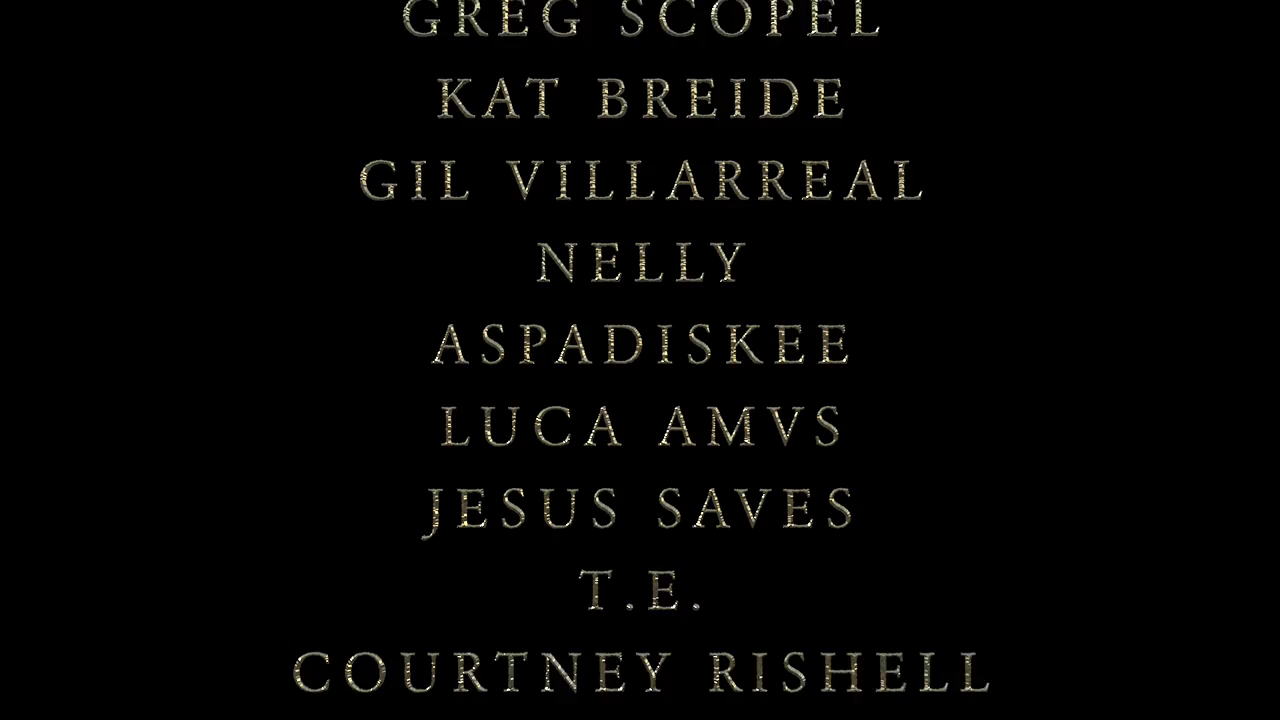 GREG SCOPEL
KAT BREIDE
GIL VILLARREAL
NELLY
ASPADISKEE
LUCA AMVS
JESUS SAVES
T.E.
COURTNEY RISHELL